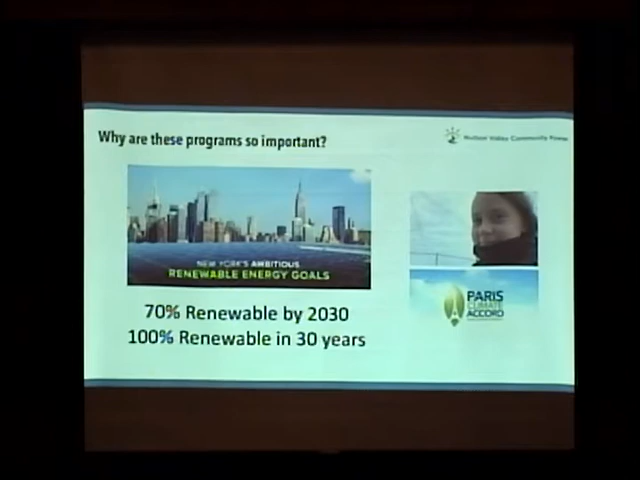 Why are these programs so important?
Hudson Valley Community Power
NEW YORK'S AMBITIOUS
RENEWABLE ENERGY GOALS
70% Renewable by 2030
100% Renewable in 30 years
PARIS
CLIMATE
ACCORD